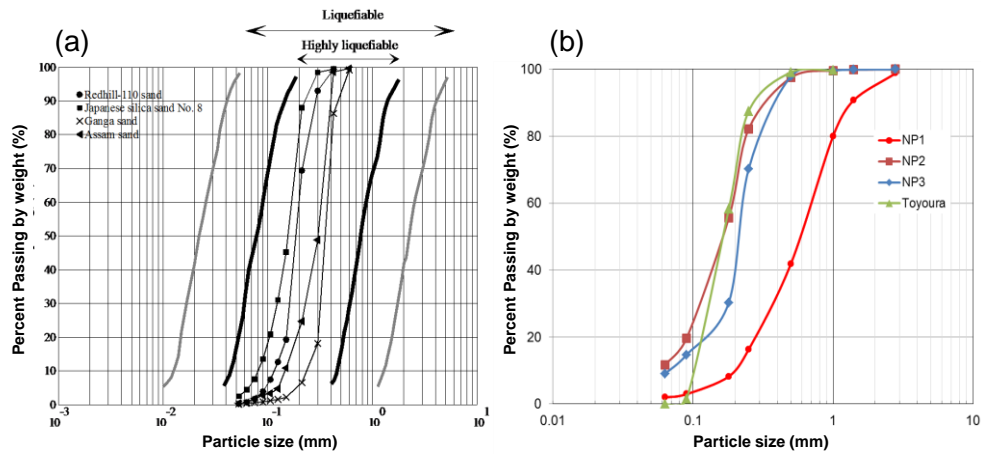 (a)
Liquefiable
Highly liquefiable
100
90
80
70
60
50
40
30
20
10
0
Redhill-110 sand
Japanese silica sand No. 8
Ganga sand
Assam sand
Percent Passing by weight (%)
10-3
10-2
10-1
10 0
10 1
Particle size (mm)
(b)
100
80
60
40
20
0
NP1
NP2
NP3
Toyoura
Percent Passing by weight (%)
0.01
0.1
1
10
Particle size (mm)